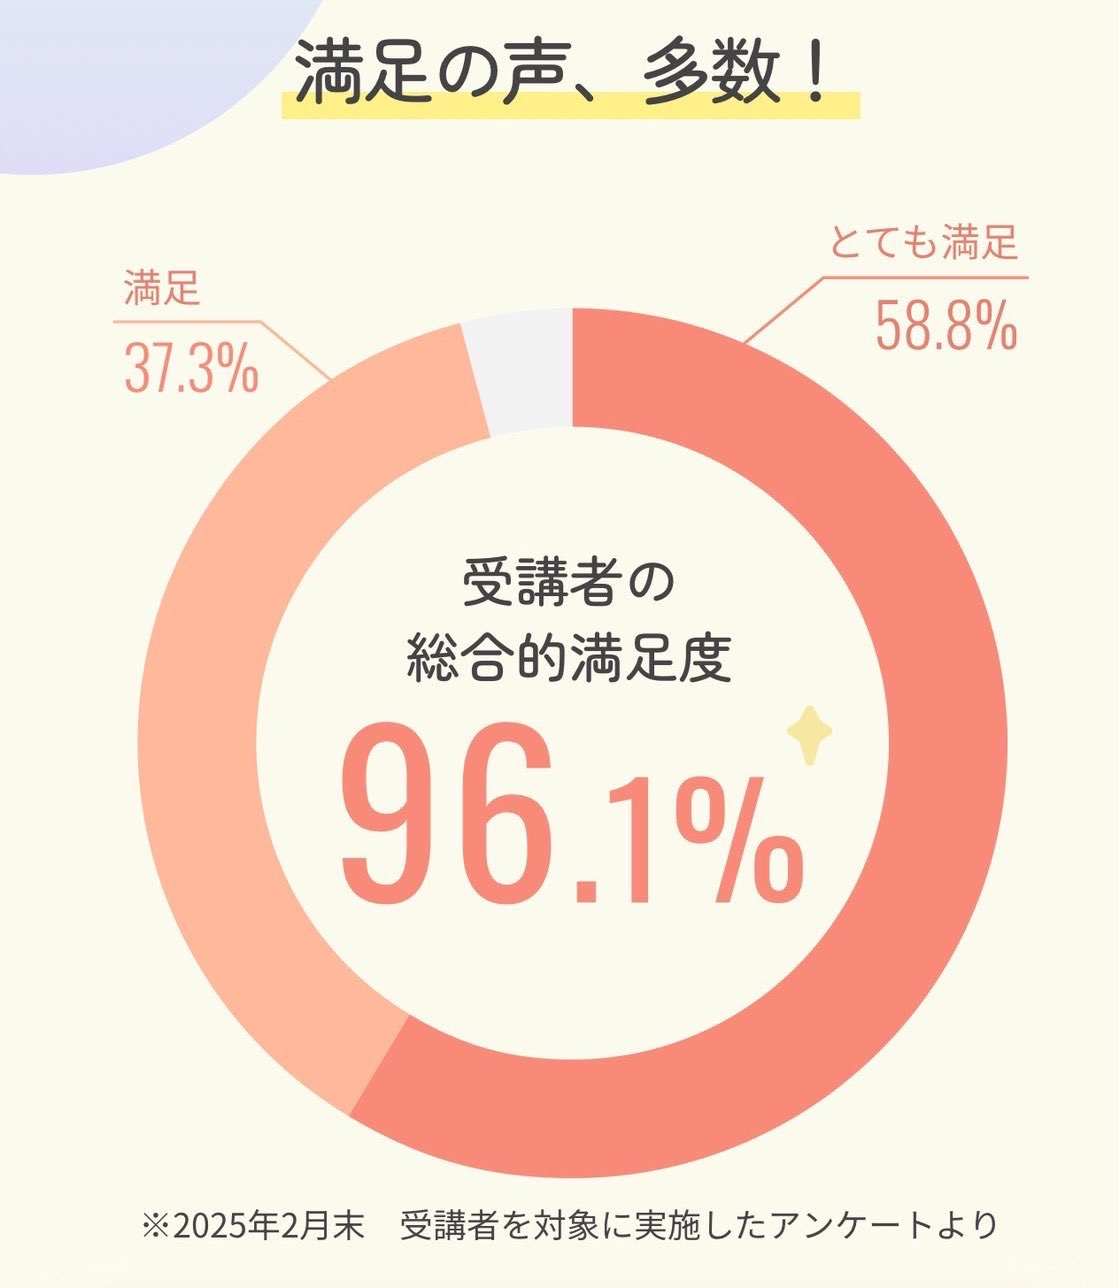 満足の声、多数！
とても満足
58.8%
満足
37.3%
受講者の
総合的満足度
96.1%
※2025年2月末　受講者を対象に実施したアンケートより